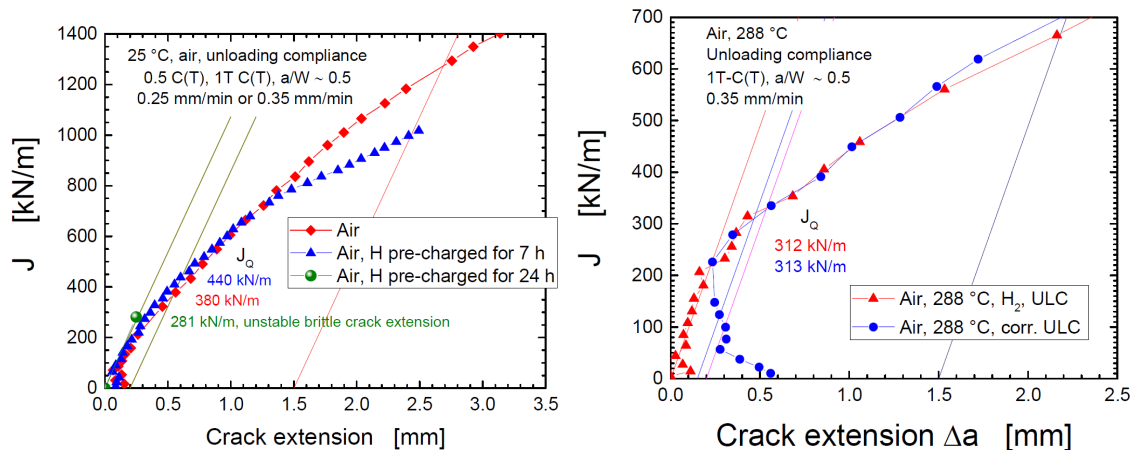 25 °C, air, unloading compliance
0.5 C(T), 1T C(T), a/W ~ 0.5
0.25 mm/min or 0.35 mm/min
J [kN/m]
1400
1200
1000
800
600
400
200
0
Air
Air, H pre-charged for 7 h
Air, H pre-charged for 24 h
J_Q
440 kN/m
380 kN/m
281 kN/m, unstable brittle crack extension
0.0 0.5 1.0 1.5 2.0 2.5 3.0 3.5
Crack extension [mm]
Air, 288 °C
Unloading compliance
1T-C(T), a/W ~ 0.5
0.35 mm/min
J [kN/m]
700
600
500
400
300
200
100
0
J_Q
312 kN/m
313 kN/m
Air, 288 °C, H₂, ULC
Air, 288 °C, corr. ULC
0.0 0.5 1.0 1.5 2.0 2.5
Crack extension Δa [mm]